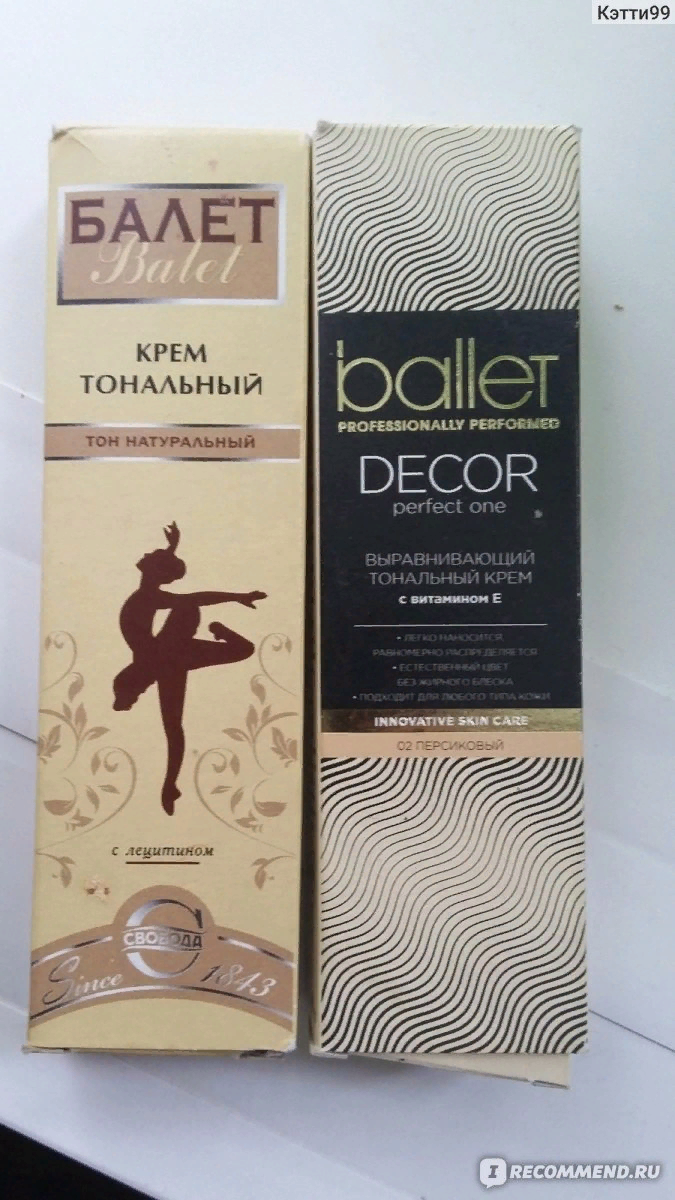 Кэтти99
БАЛЕТ
Balet
КРЕМ
ТОНАЛЬНЫЙ
ТОН НАТУРАЛЬНЫЙ
с лецитином
СВОБОДА
Since 1843
ballet
PROFESSIONALLY PERFORMED
DECOR
perfect one
ВЫРАВНИВАЮЩИЙ
ТОНАЛЬНЫЙ КРЕМ
с витамином Е
• ЛЕГКО НАНОСИТСЯ,
РАВНОМЕРНО РАСПРЕДЕЛЯЕТСЯ
• ЕСТЕСТВЕННЫЙ ЦВЕТ
БЕЗ ЖИРНОГО БЛЕСКА
• ПОДХОДИТ ДЛЯ ЛЮБОГО ТИПА КОЖИ
INNOVATIVE SKIN CARE
02 ПЕРСИКОВЫЙ
IRECOMMEND.RU